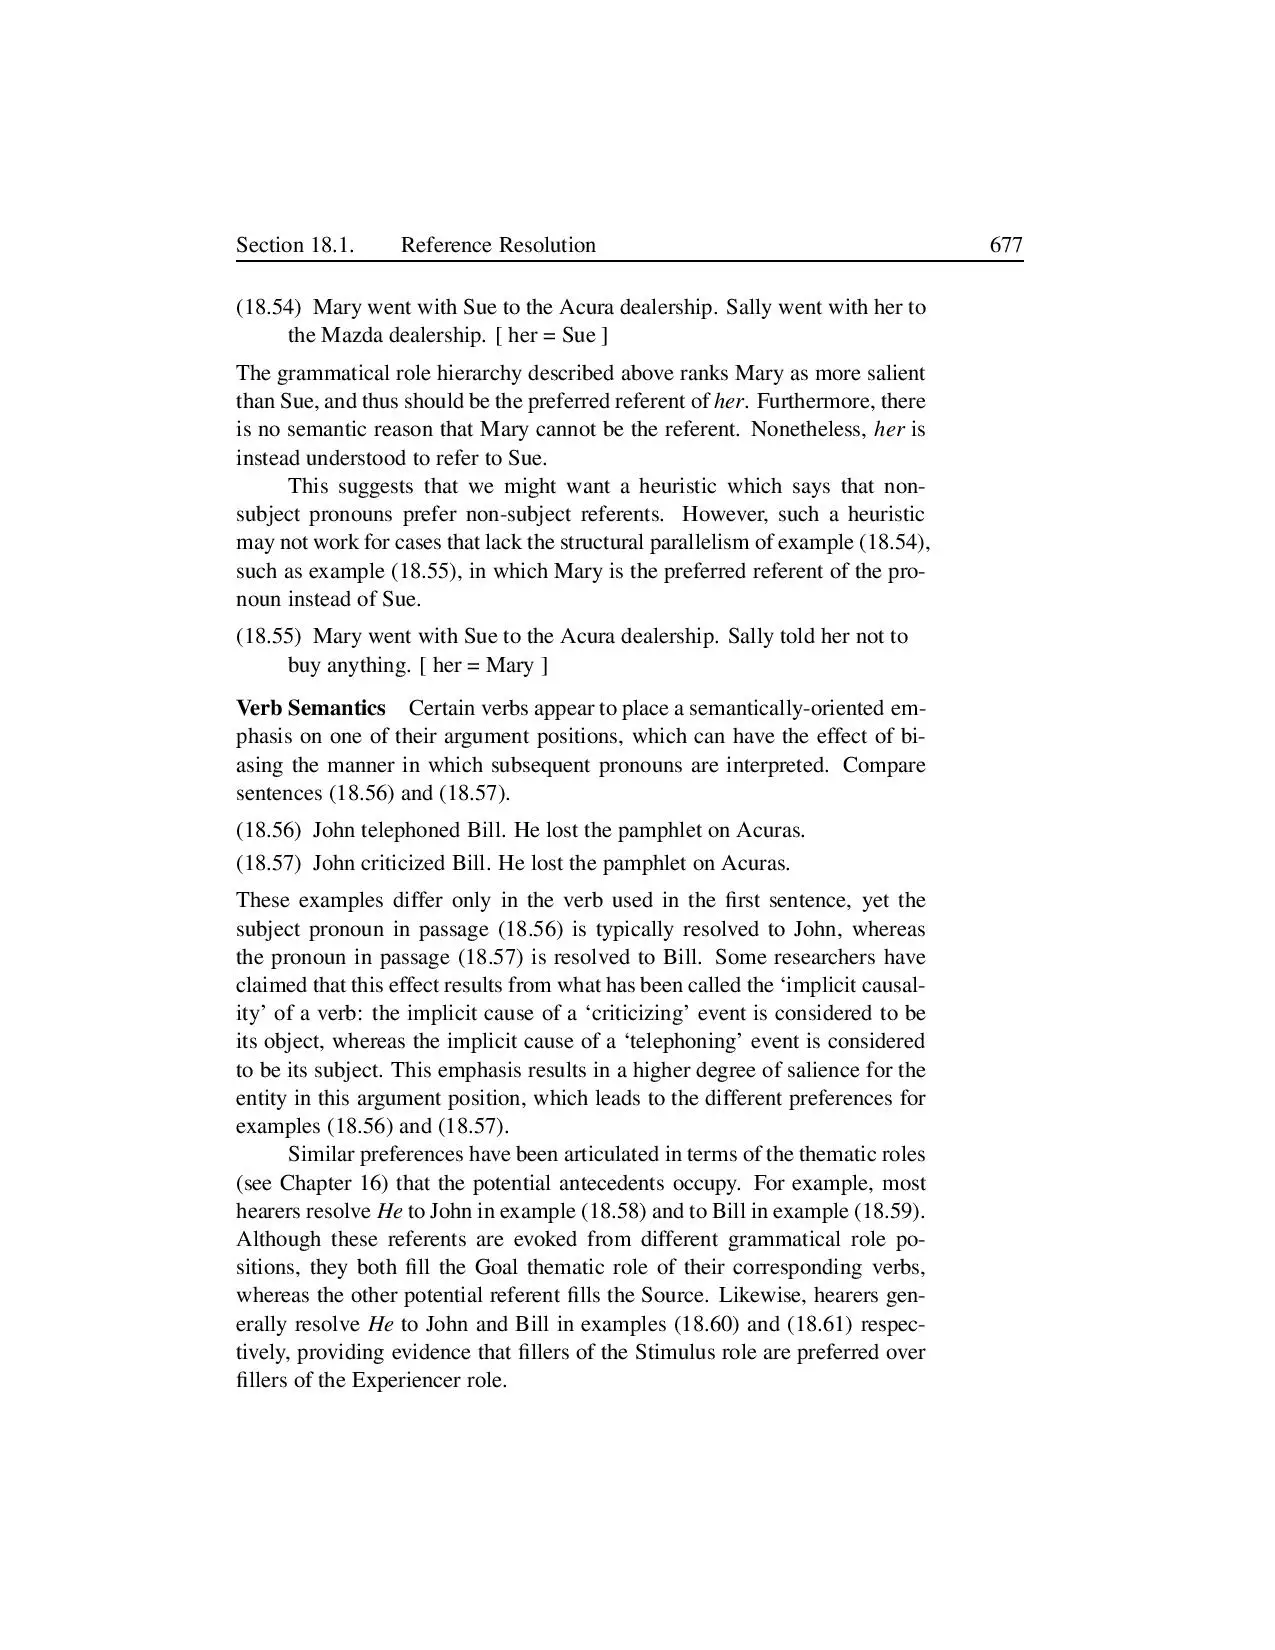 Section 18.1. Reference Resolution 677
(18.54) Mary went with Sue to the Acura dealership. Sally went with her to
the Mazda dealership. [ her = Sue ]
The grammatical role hierarchy described above ranks Mary as more salient
than Sue, and thus should be the preferred referent of her. Furthermore, there
is no semantic reason that Mary cannot be the referent. Nonetheless, her is
instead understood to refer to Sue.
This suggests that we might want a heuristic which says that non-
subject pronouns prefer non-subject referents. However, such a heuristic
may not work for cases that lack the structural parallelism of example (18.54),
such as example (18.55), in which Mary is the preferred referent of the pro-
noun instead of Sue.
(18.55) Mary went with Sue to the Acura dealership. Sally told her not to
buy anything. [ her = Mary ]
Verb Semantics Certain verbs appear to place a semantically-oriented em-
phasis on one of their argument positions, which can have the effect of bi-
asing the manner in which subsequent pronouns are interpreted. Compare
sentences (18.56) and (18.57).
(18.56) John telephoned Bill. He lost the pamphlet on Acuras.
(18.57) John criticized Bill. He lost the pamphlet on Acuras.
These examples differ only in the verb used in the first sentence, yet the
subject pronoun in passage (18.56) is typically resolved to John, whereas
the pronoun in passage (18.57) is resolved to Bill. Some researchers have
claimed that this effect results from what has been called the ‘implicit causal-
ity’ of a verb: the implicit cause of a ‘criticizing’ event is considered to be
its object, whereas the implicit cause of a ‘telephoning’ event is considered
to be its subject. This emphasis results in a higher degree of salience for the
entity in this argument position, which leads to the different preferences for
examples (18.56) and (18.57).
Similar preferences have been articulated in terms of the thematic roles
(see Chapter 16) that the potential antecedents occupy. For example, most
hearers resolve He to John in example (18.58) and to Bill in example (18.59).
Although these referents are evoked from different grammatical role po-
sitions, they both fill the Goal thematic role of their corresponding verbs,
whereas the other potential referent fills the Source. Likewise, hearers gen-
erally resolve He to John and Bill in examples (18.60) and (18.61) respec-
tively, providing evidence that fillers of the Stimulus role are preferred over
fillers of the Experiencer role.